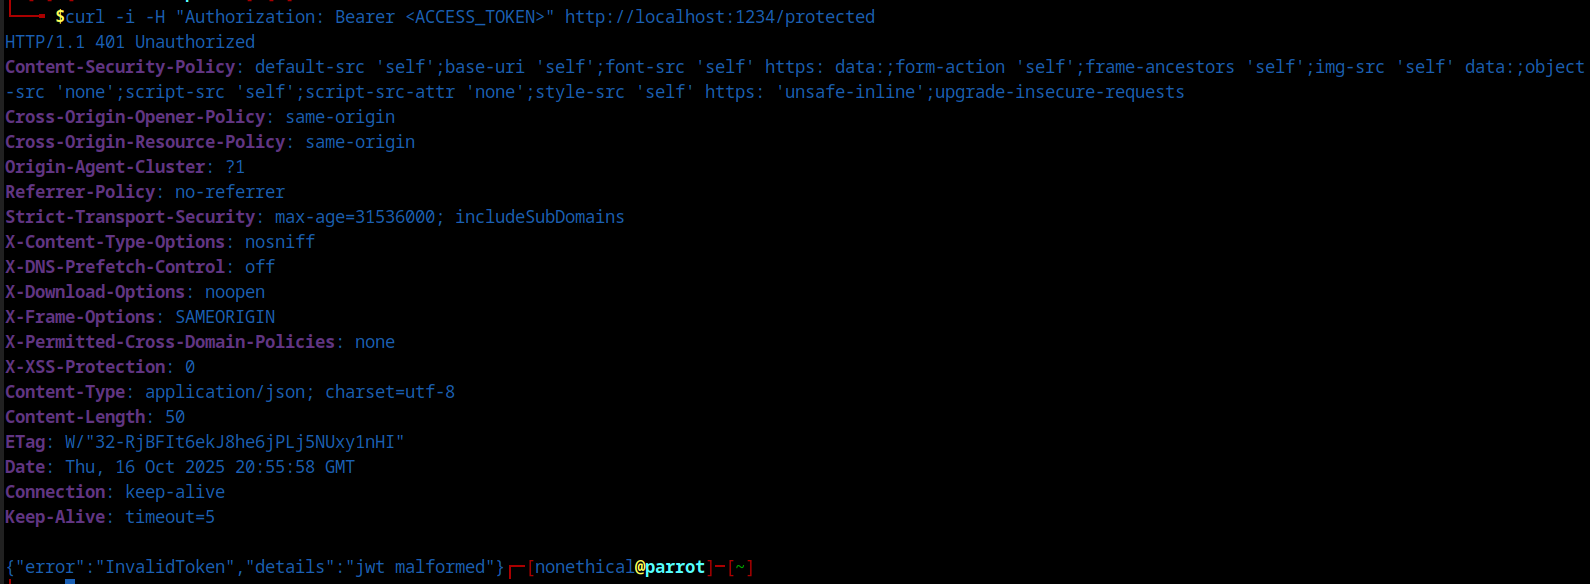 $curl -i -H "Authorization: Bearer <ACCESS_TOKEN>" http://localhost:1234/protected
HTTP/1.1 401 Unauthorized
Content-Security-Policy: default-src 'self';base-uri 'self';font-src 'self' https: data:;form-action 'self';frame-ancestors 'self';img-src 'self' data:;object
-src 'none';script-src 'self';script-src-attr 'none';style-src 'self' https: 'unsafe-inline';upgrade-insecure-requests
Cross-Origin-Opener-Policy: same-origin
Cross-Origin-Resource-Policy: same-origin
Origin-Agent-Cluster: ?1
Referrer-Policy: no-referrer
Strict-Transport-Security: max-age=31536000; includeSubDomains
X-Content-Type-Options: nosniff
X-DNS-Prefetch-Control: off
X-Download-Options: noopen
X-Frame-Options: SAMEORIGIN
X-Permitted-Cross-Domain-Policies: none
X-XSS-Protection: 0
Content-Type: application/json; charset=utf-8
Content-Length: 50
ETag: W/"32-RjBFIt6ekJ8he6jPLj5NUxy1nHI"
Date: Thu, 16 Oct 2025 20:55:58 GMT
Connection: keep-alive
Keep-Alive: timeout=5
{"error":"InvalidToken","details":"jwt malformed"}┌─[nonethical@parrot]─[~]